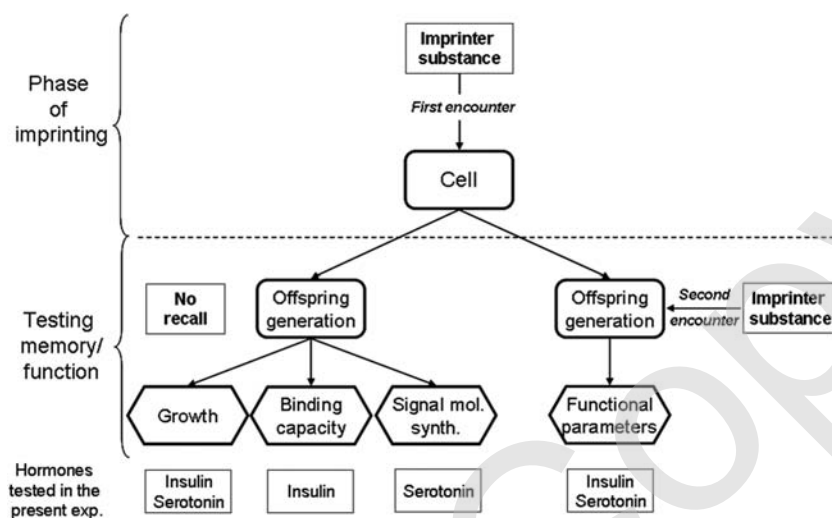 Imprinter
substance
Phase
of
imprinting
First encounter
Cell
Testing
memory/
function
No
recall
Offspring
generation
Offspring
generation
Second
encounter
Imprinter
substance
Growth
Binding
capacity
Signal mol.
synth.
Functional
parameters
Hormones
tested in the
present exp.
Insulin
Serotonin
Insulin
Serotonin
Insulin
Serotonin
Copy